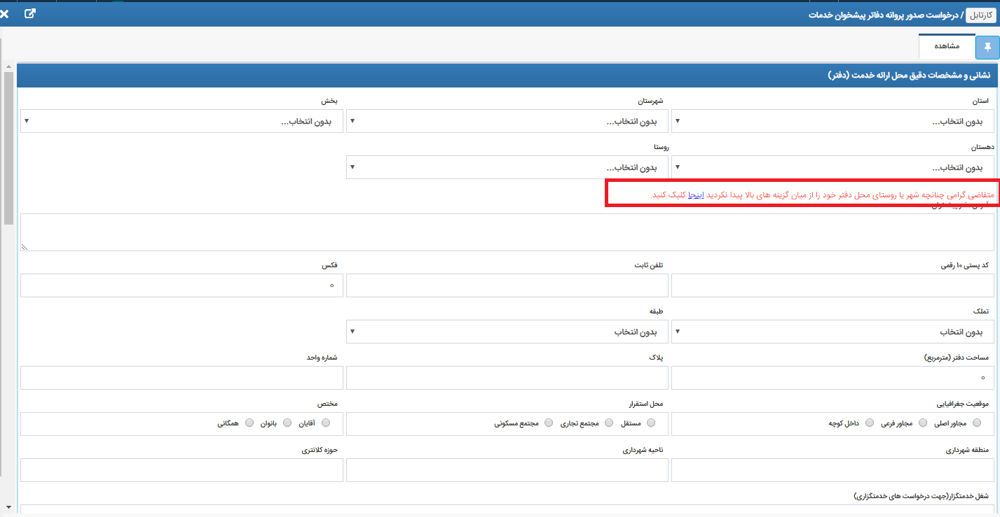 کارتابل / درخواست صدور پروانه دفاتر پیشخوان خدمات
مشاهده
نشانی و مشخصات دقیق محل ارائه خدمت (دفتر)
استان شهرستان بخش
بدون انتخاب... بدون انتخاب... بدون انتخاب...
دهستان روستا
بدون انتخاب... بدون انتخاب...
متقاضی گرامی چنانچه شهر یا روستای محل دفتر خود را از میان گزینه های بالا پیدا نکردید اینجا کلیک کنید.
کد پستی ۱۰ رقمی تلفن ثابت فکس
۰
تملک طبقه
بدون انتخاب بدون انتخاب
مساحت دفتر (مترمربع) پلاک شماره واحد
۰
موقعیت جغرافیایی محل استقرار مختص
مجاور اصلی مجاور فرعی داخل کوچه مستقل مجتمع تجاری مجتمع مسکونی آقایان بانوان همگانی
منطقه شهرداری ناحیه شهرداری حوزه کلانتری
شغل خدمتگزار(جهت درخواست های خدمتگزاری)